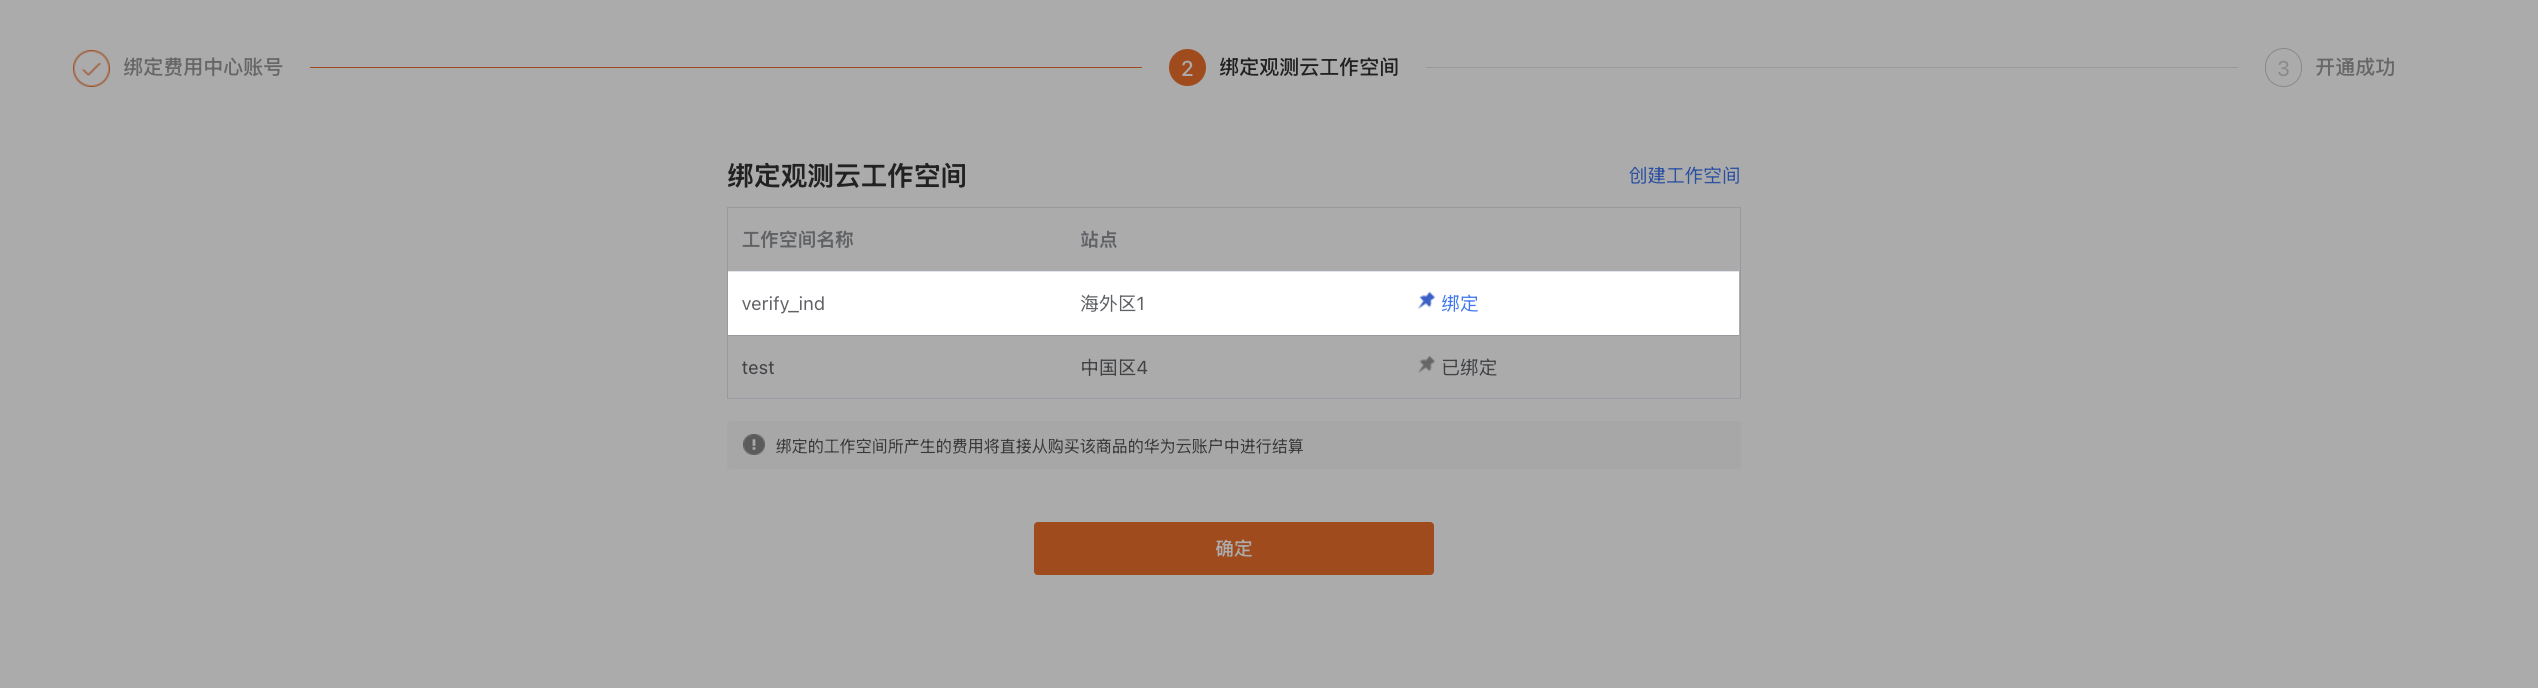 绑定费用中心账号
2 绑定观测云工作空间
3 开通成功
绑定观测云工作空间 创建工作空间
工作空间名称 站点
verify_ind 海外区1 绑定
test 中国区4 已绑定
绑定的工作空间所产生的费用将直接从购买该商品的华为云账户中进行结算
确定